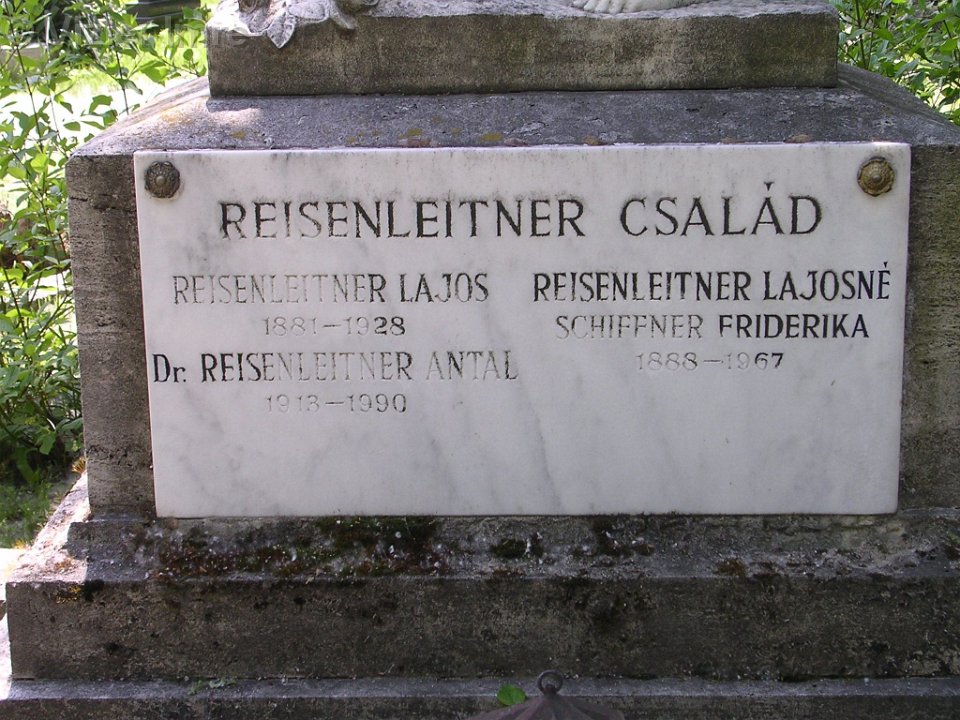 REISENLEITNER CSALÁD
REISENLEITNER LAJOS
1881–1928
Dr. REISENLEITNER ANTAL
1913–1990
REISENLEITNER LAJOSNÉ
SCHIFFNER FRIDERIKA
1888–1967